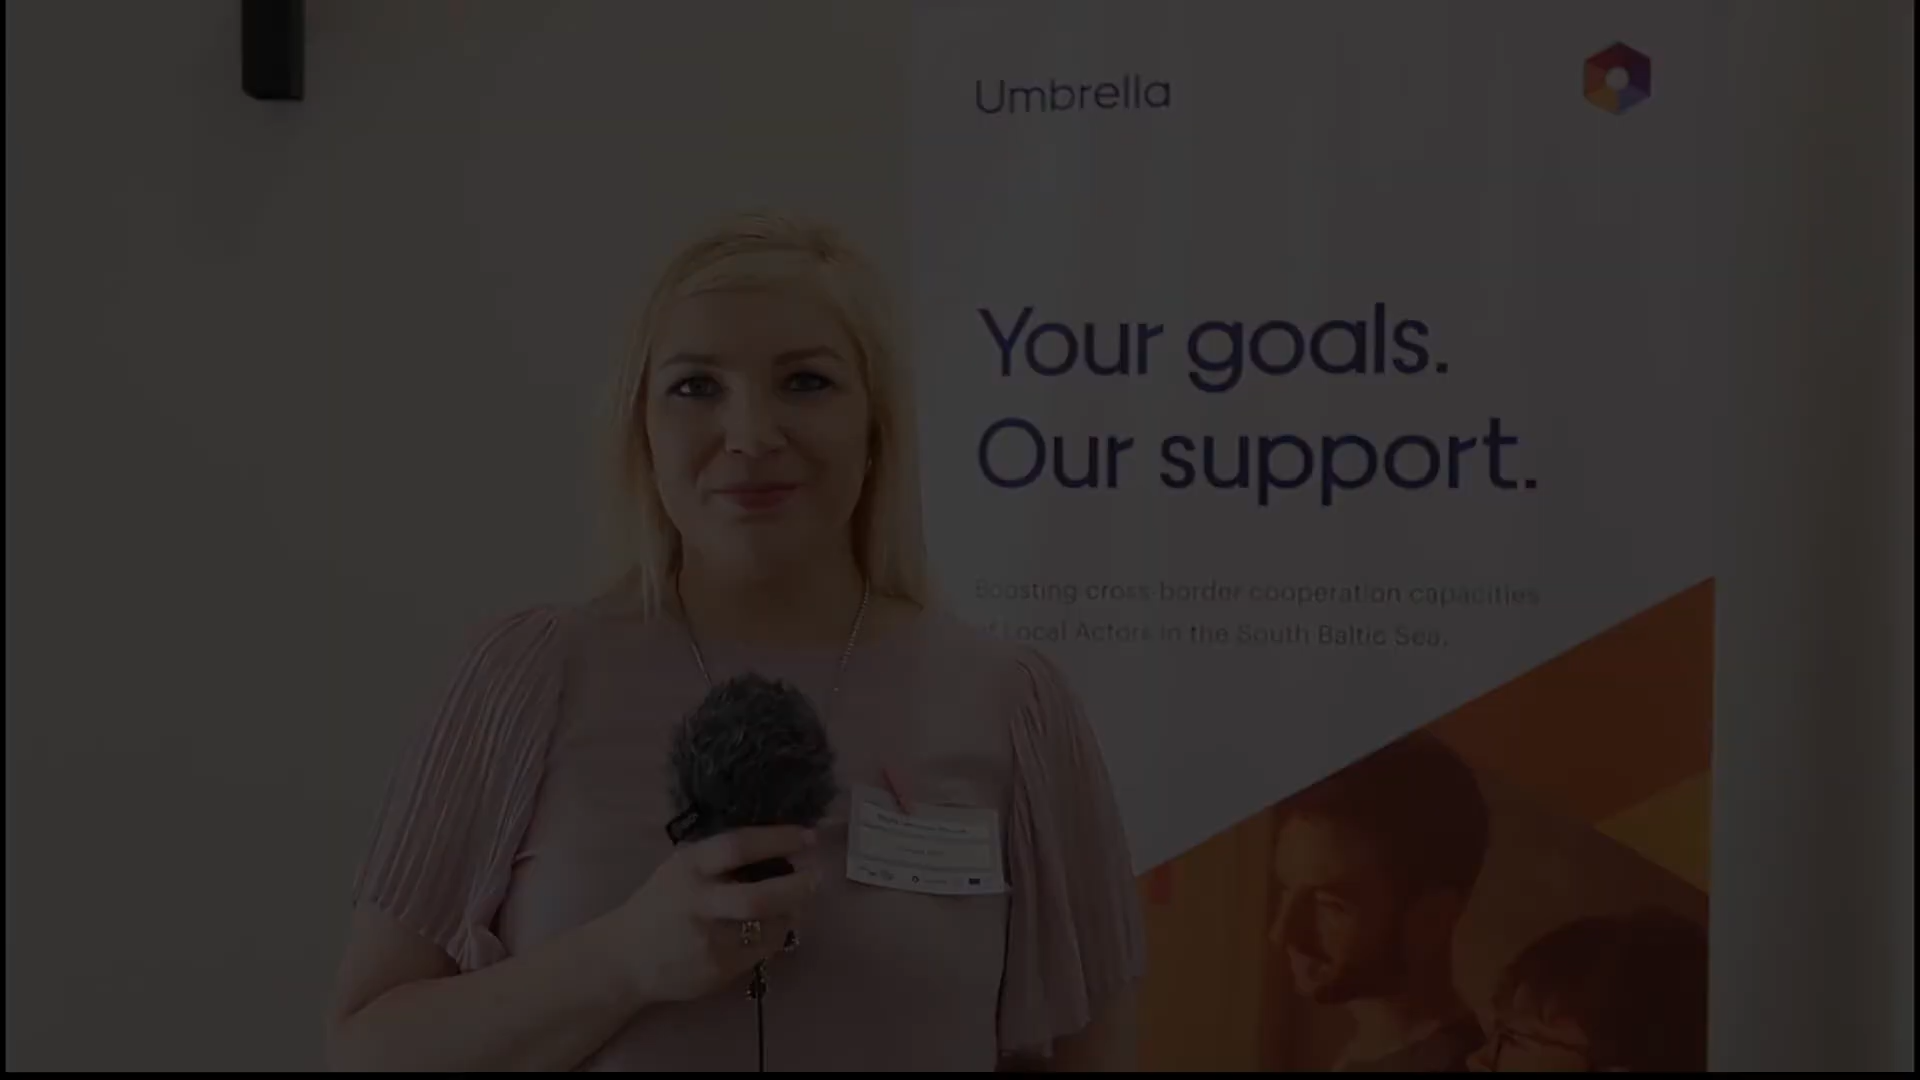 Umbrella
Your goals.
Our support.
Boosting cross-border cooperation capacities
of Local Actors in the South Baltic Sea.